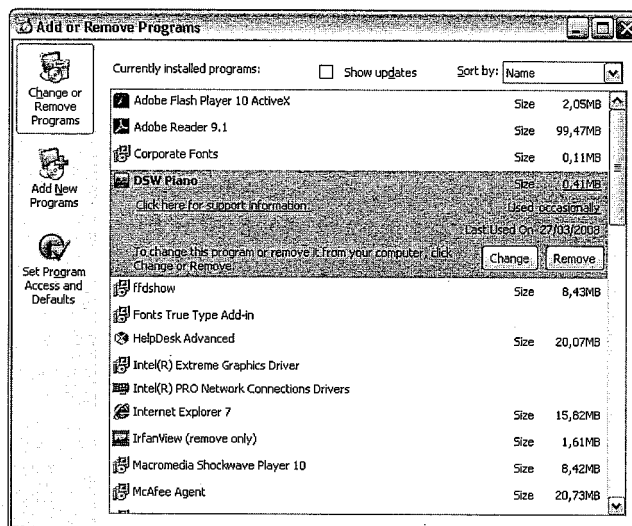 Add or Remove Programs
Change or Remove Programs
Add New Programs
Set Program Access and Defaults
Currently installed programs:
Show updates
Sort by: Name
Adobe Flash Player 10 ActiveX Size 2,05MB
Adobe Reader 9.1 Size 99,47MB
Corporate Fonts Size 0,11MB
DSW Piano Size 0,41MB
Click here for support information Used occasionally
Last Used On 27/03/2008
To change this program or remove it from your computer, click
Change or Remove
Change Remove
ffdshow Size 8,43MB
Fonts True Type Add-in
HelpDesk Advanced Size 20,07MB
Intel(R) Extreme Graphics Driver
Intel(R) PRO Network Connections Drivers
Internet Explorer 7 Size 15,82MB
IrfanView (remove only) Size 1,61MB
Macromedia Shockwave Player 10 Size 8,42MB
McAfee Agent Size 20,73MB